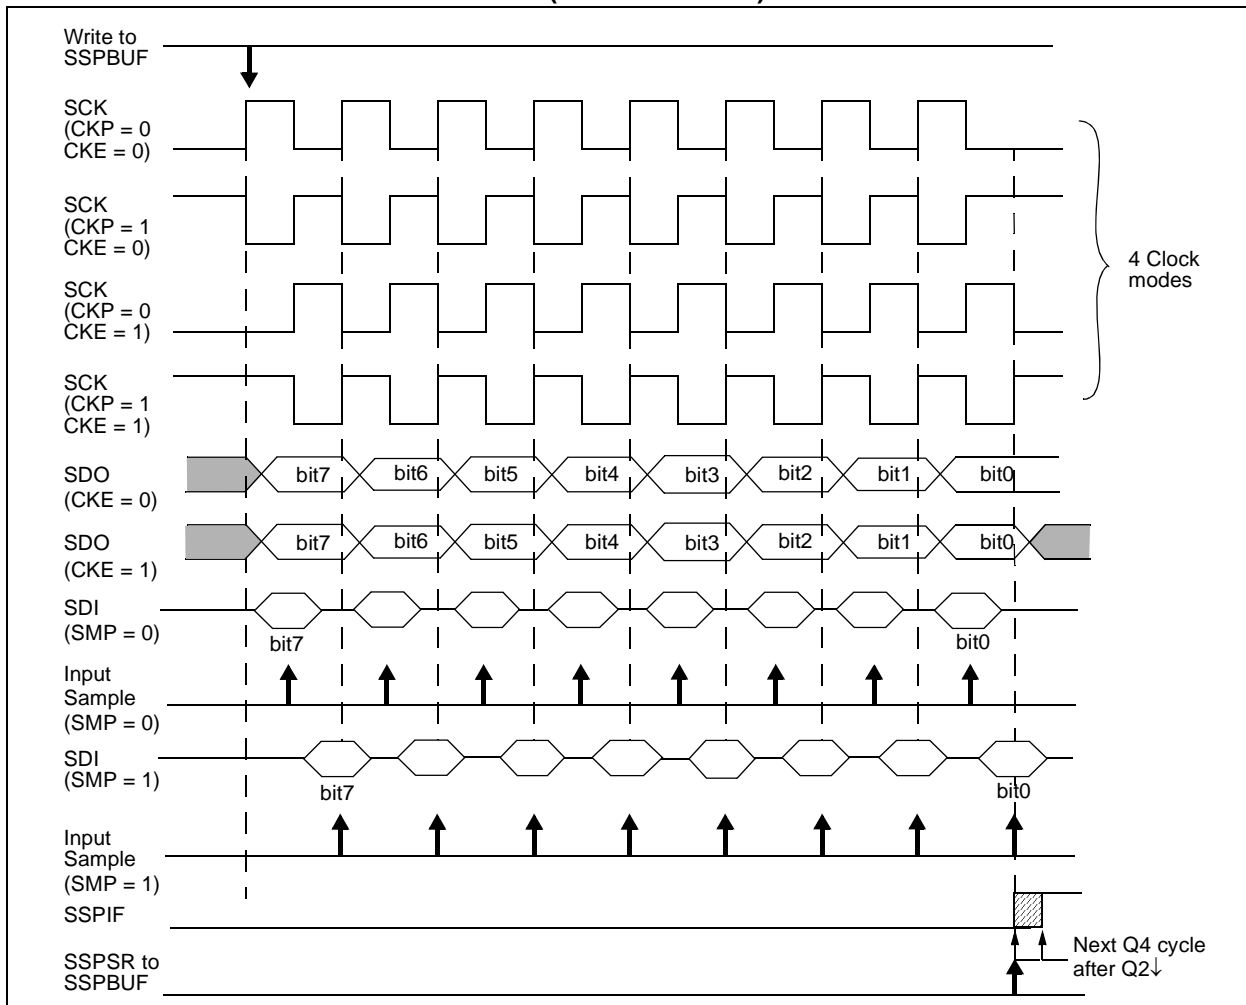 Write to
SSPBUF
SCK
(CKP = 0
CKE = 0)
SCK
(CKP = 1
CKE = 0)
SCK
(CKP = 0
CKE = 1)
SCK
(CKP = 1
CKE = 1)
4 Clock
modes
SDO
(CKE = 0)
bit7 bit6 bit5 bit4 bit3 bit2 bit1 bit0
SDO
(CKE = 1)
bit7 bit6 bit5 bit4 bit3 bit2 bit1 bit0
SDI
(SMP = 0)
bit7 bit0
Input
Sample
(SMP = 0)
SDI
(SMP = 1)
bit7 bit0
Input
Sample
(SMP = 1)
SSPIF
Next Q4 cycle
after Q2↓
SSPSR to
SSPBUF